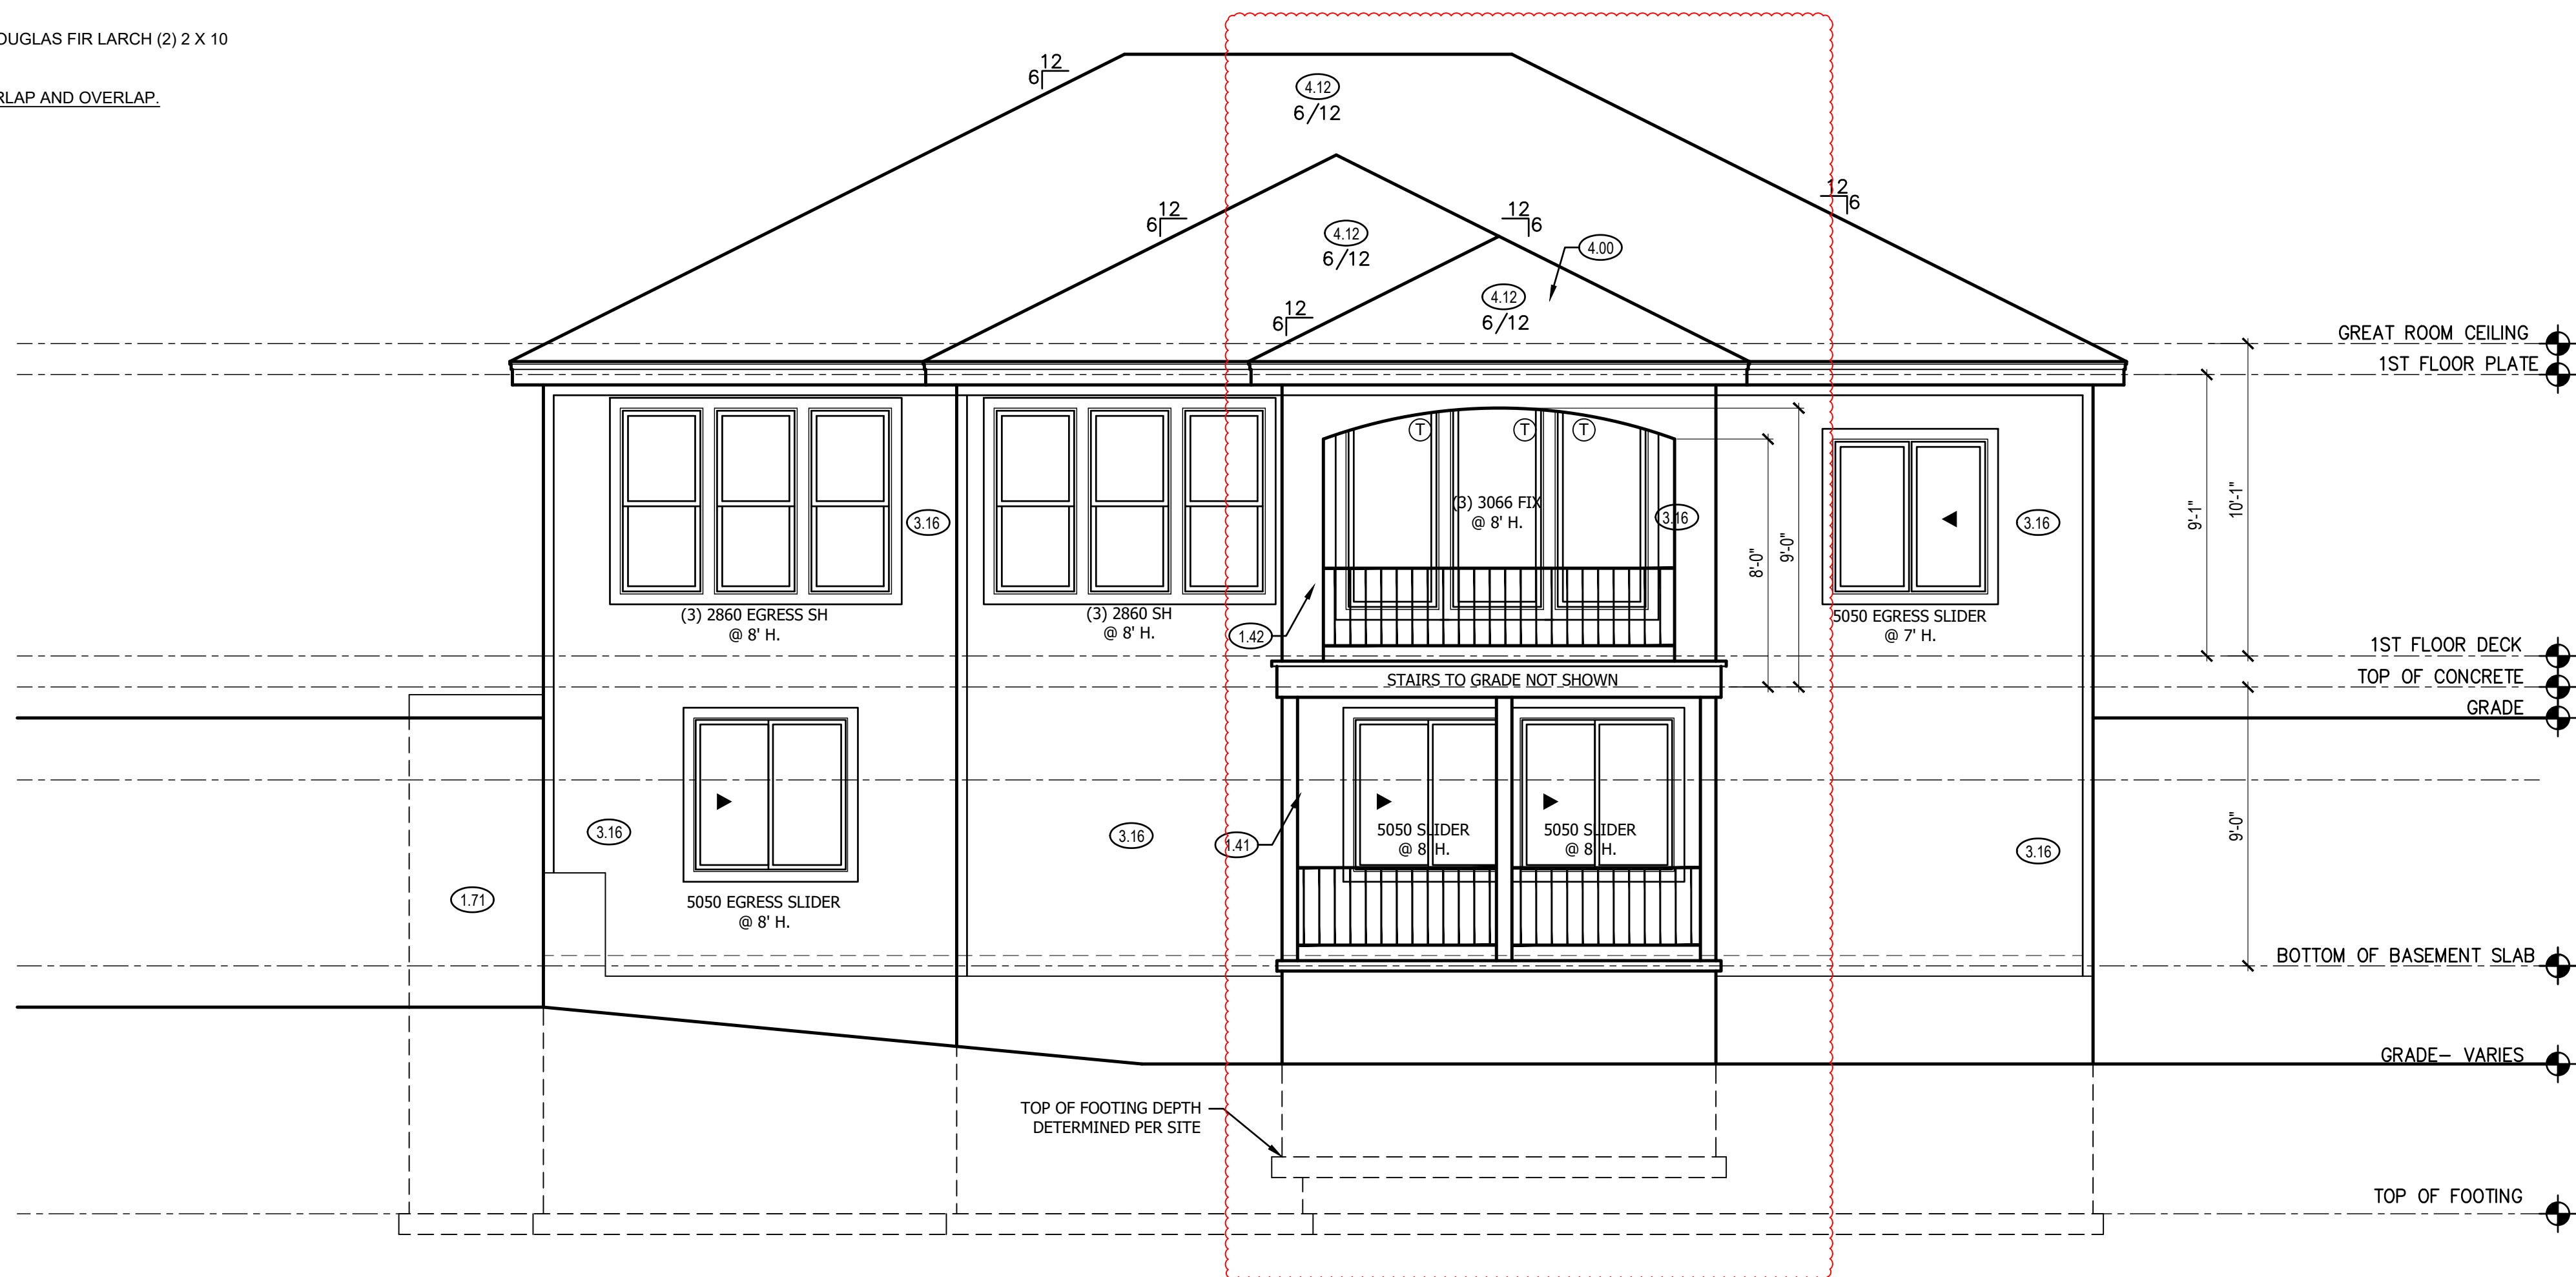 OUGLAS FIR LARCH (2) 2 X 10
RLAP AND OVERLAP.
12
6
4.12
6/12
12
6
12
6
4.12
6/12
12
6
4.00
12
6
4.12
6/12
GREAT ROOM CEILING
1ST FLOOR PLATE
T
T
T
(3) 3066 FIX
@ 8' H.
3.16
3.16
3.16
9'-1"
10'-1"
8'-0"
9'-0"
(3) 2860 EGRESS SH
@ 8' H.
(3) 2860 SH
@ 8' H.
1.42
5050 EGRESS SLIDER
@ 7' H.
1ST FLOOR DECK
TOP OF CONCRETE
STAIRS TO GRADE NOT SHOWN
GRADE
3.16
3.16
1.41
5050 SLIDER
@ 8' H.
5050 SLIDER
@ 8' H.
3.16
9'-0"
1.71
5050 EGRESS SLIDER
@ 8' H.
BOTTOM OF BASEMENT SLAB
GRADE- VARIES
TOP OF FOOTING DEPTH
DETERMINED PER SITE
TOP OF FOOTING